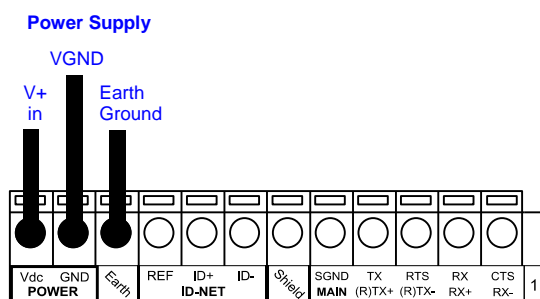 Power Supply
VGND
V+ in
Earth Ground
Vdc GND Earth REF ID+ ID- Shield SGND TX RTS RX CTS 1
POWER ID-NET MAIN (R)TX+ (R)TX- RX+ RX-